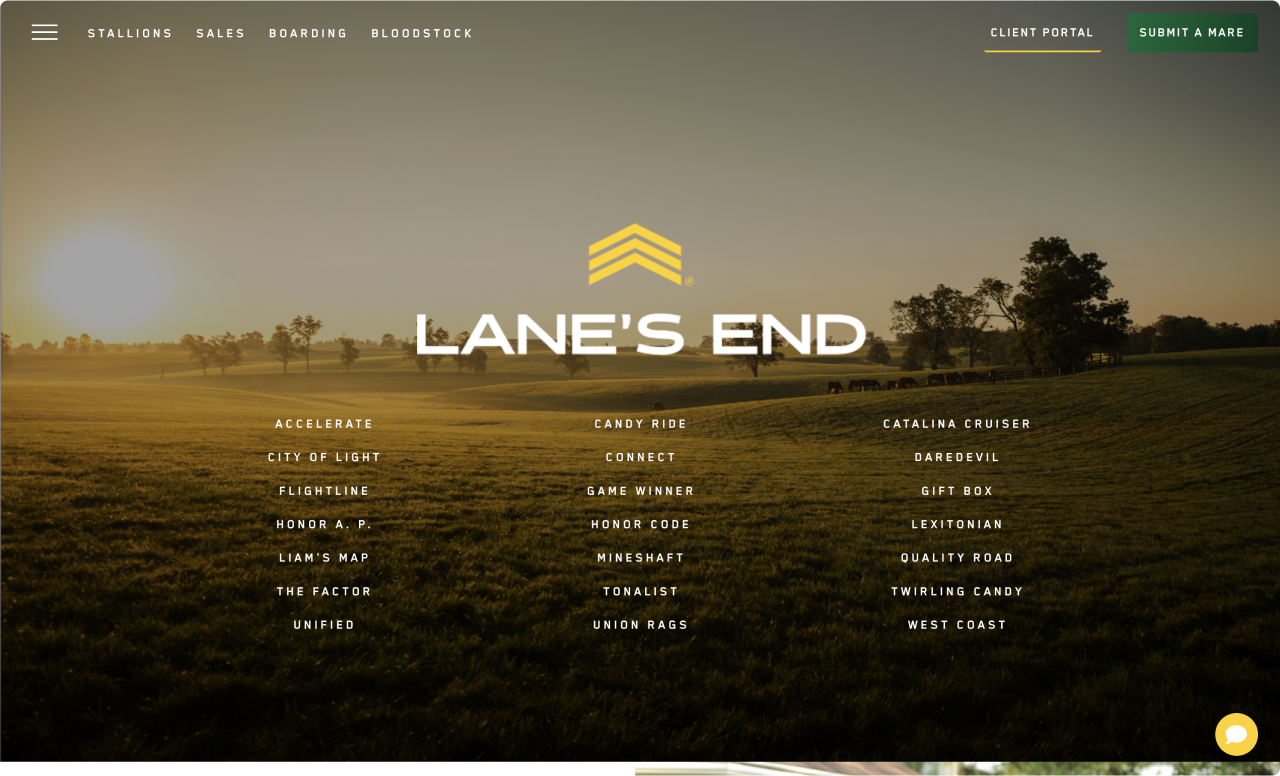 STALLIONS SALES BOARDING BLOODSTOCK CLIENT PORTAL SUBMIT A MARE
®
LANE'S END
ACCELERATE CANDY RIDE CATALINA CRUISER
CITY OF LIGHT CONNECT DAREDEVIL
FLIGHTLINE GAME WINNER GIFT BOX
HONOR A. P. HONOR CODE LEXITONIAN
LIAM'S MAP MINESHAFT QUALITY ROAD
THE FACTOR TONALIST TWIRLING CANDY
UNIFIED UNION RAGS WEST COAST